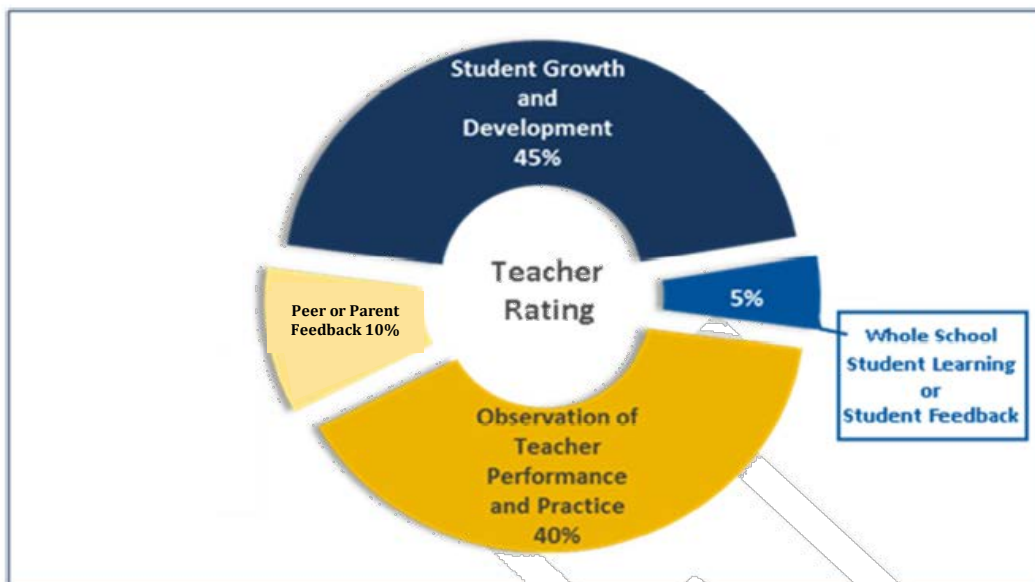 Student Growth
and
Development
45%
Teacher
Rating
5%
Peer or Parent
Feedback 10%
Whole School
Student Learning
or
Student Feedback
Observation of
Teacher
Performance
and Practice
40%